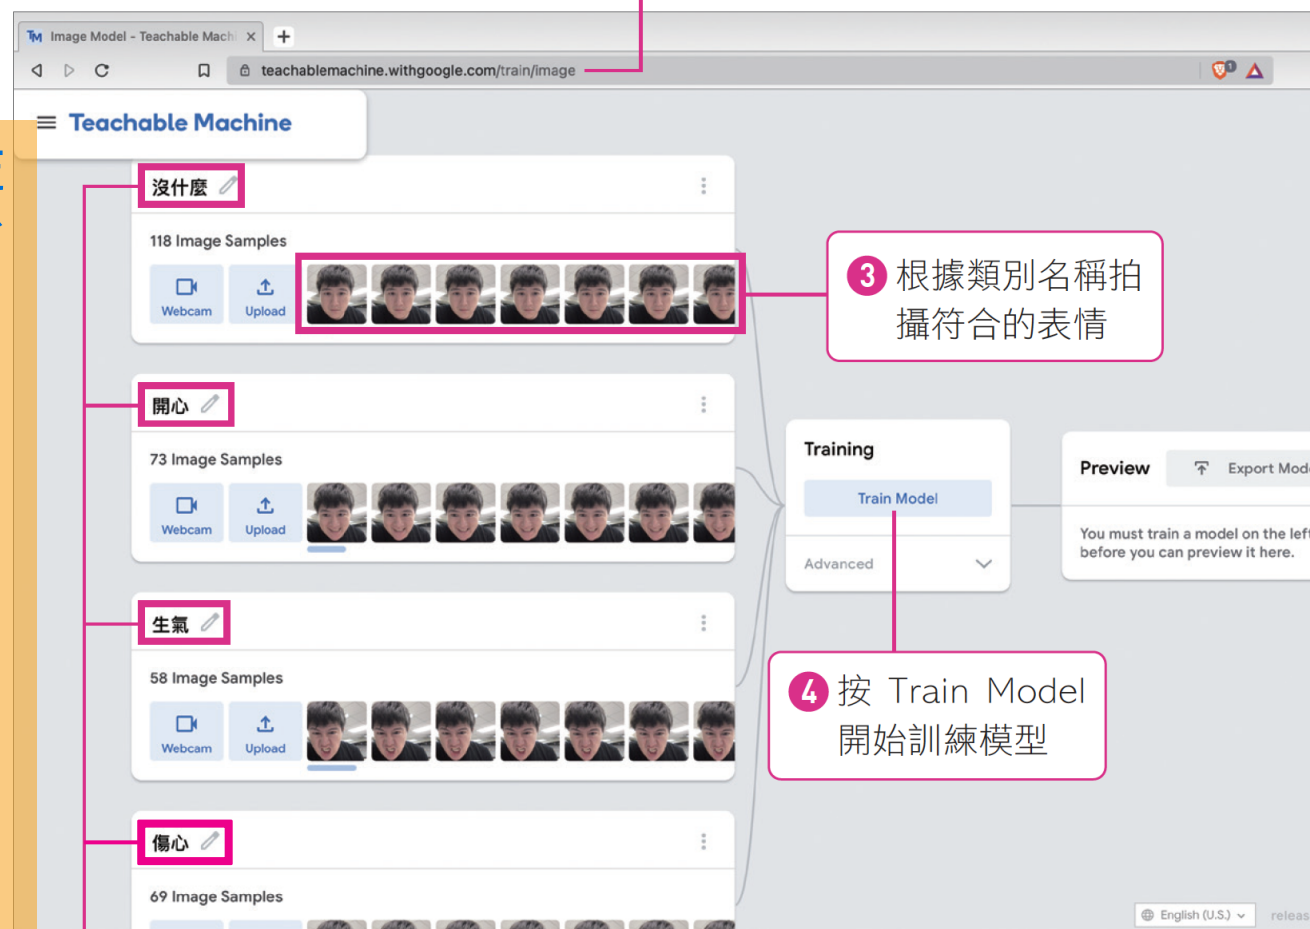 TM Image Model - Teachable Mach
teachablemachine.withgoogle.com/train/image
1
Teachable Machine
沒什麼
118 Image Samples
Webcam
Upload
3 根據類別名稱拍
攝符合的表情
開心
73 Image Samples
Webcam
Upload
Training
Train Model
Advanced
Preview
Export Mod
You must train a model on the left
before you can preview it here.
生氣
58 Image Samples
Webcam
Upload
4 按 Train Model
開始訓練模型
傷心
69 Image Samples
English (U.S.)
releas